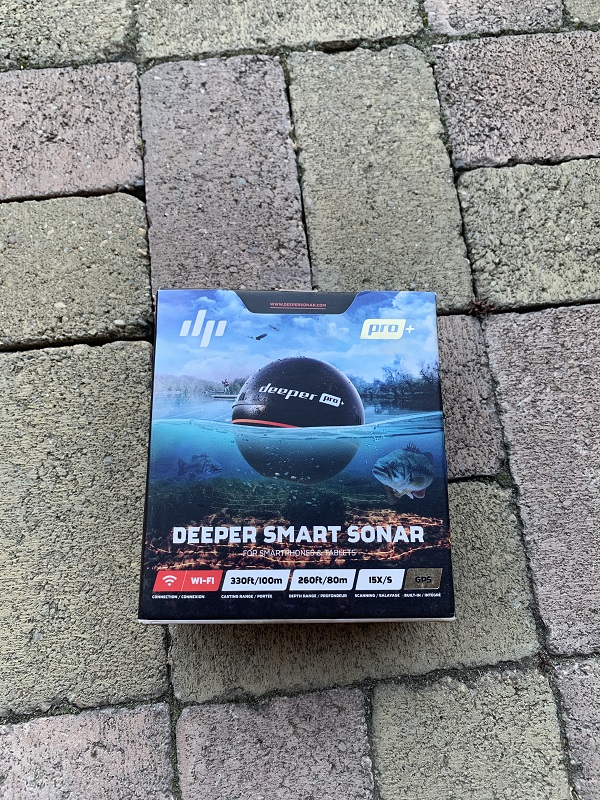 WWW.DEEPERSONAR.COM
dp
pro+
deeper pro+
DEEPER SMART SONAR
FOR SMARTPHONES & TABLETS
WI-FI 330ft/100m 260ft/80m 15X/S GPS
CONNECTION / CONNEXION CASTING RANGE / PORTÉE DEPTH RANGE / PROFONDEUR SCANNING / BALAYAGE BUILT-IN / INTÉGRÉ